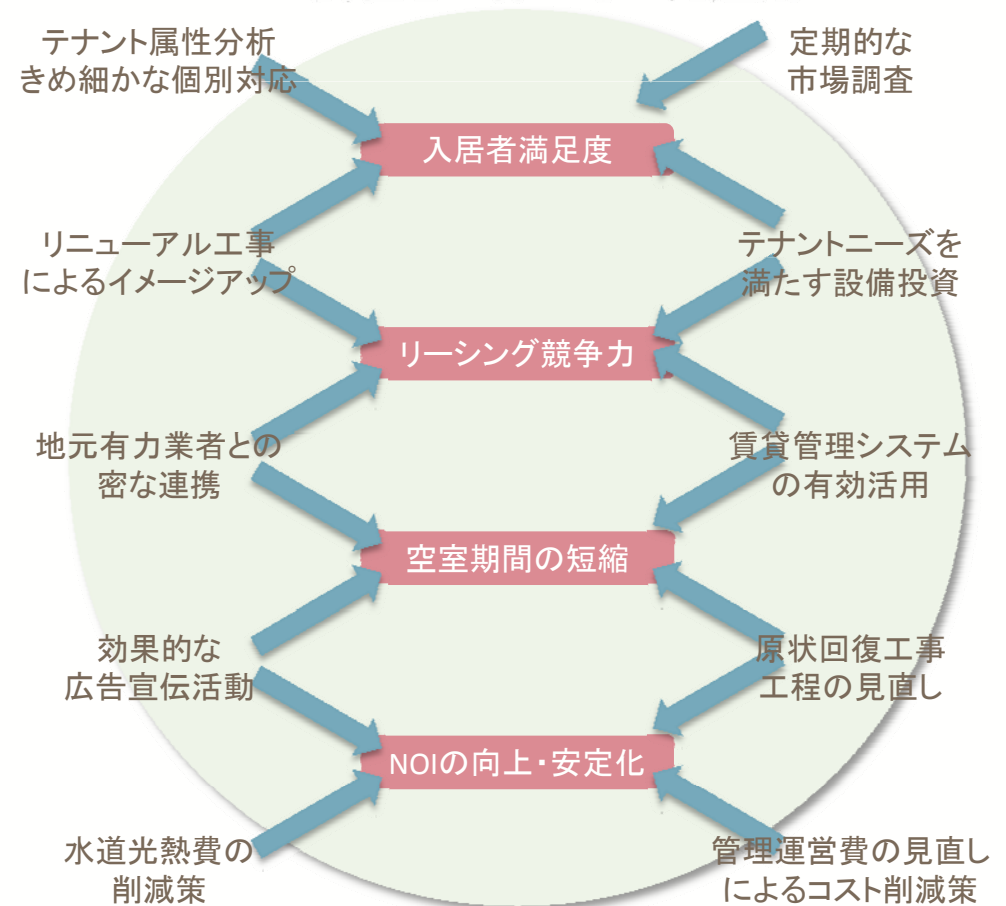 テナント属性分析
きめ細かな個別対応
定期的な
市場調査
入居者満足度
リニューアル工事
によるイメージアップ
テナントニーズを
満たす設備投資
リーシング競争力
地元有力業者との
密な連携
賃貸管理システム
の有効活用
空室期間の短縮
効果的な
広告宣伝活動
原状回復工事
工程の見直し
NOIの向上・安定化
水道光熱費の
削減策
管理運営費の見直し
によるコスト削減策